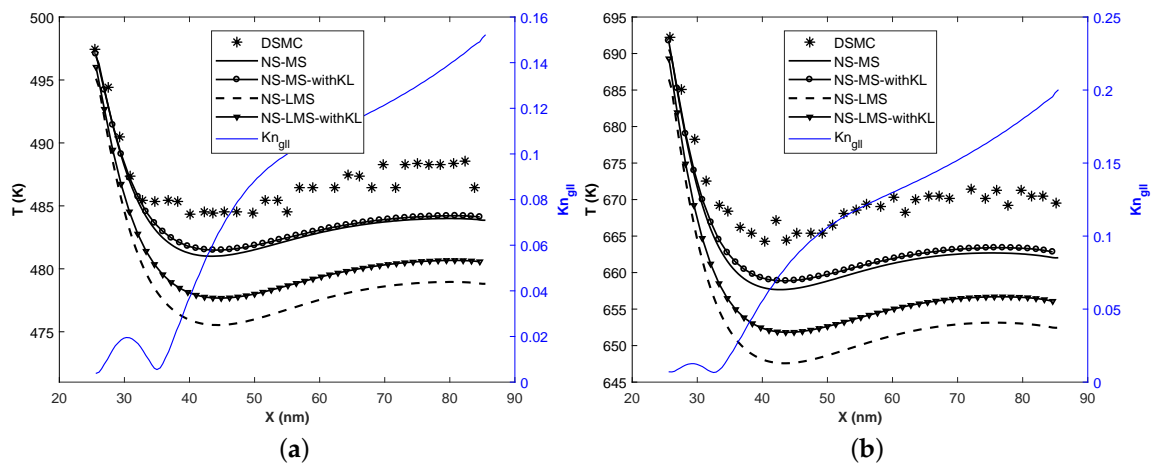 500
495
490
485
480
475
T (K)
DSMC
NS-MS
NS-MS-withKL
NS-LMS
NS-LMS-withKL
Kn_gll
0.16
0.14
0.12
0.1
0.08
0.06
0.04
0.02
0
Kn_gll
20 30 40 50 60 70 80 90
X (nm)
(a)
695
690
685
680
675
670
665
660
655
650
645
T (K)
DSMC
NS-MS
NS-MS-withKL
NS-LMS
NS-LMS-withKL
Kn_gll
0.25
0.20
0.15
0.1
0.05
0
Kn_gll
20 30 40 50 60 70 80 90
X (nm)
(b)